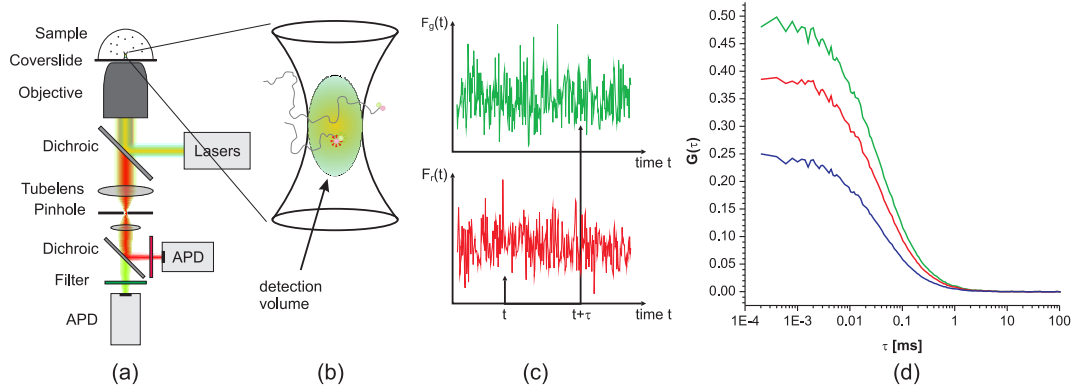 Sample
Coverslide
Objective
Dichroic
Lasers
Tubelens
Pinhole
Dichroic
APD
Filter
APD
(a)
detection
volume
(b)
Fg(t)
time t
Fr(t)
t
t+τ
time t
(c)
G(τ)
0.50
0.45
0.40
0.35
0.30
0.25
0.20
0.15
0.10
0.05
0.00
1E-4
1E-3
0.01
0.1
1
10
100
τ [ms]
(d)